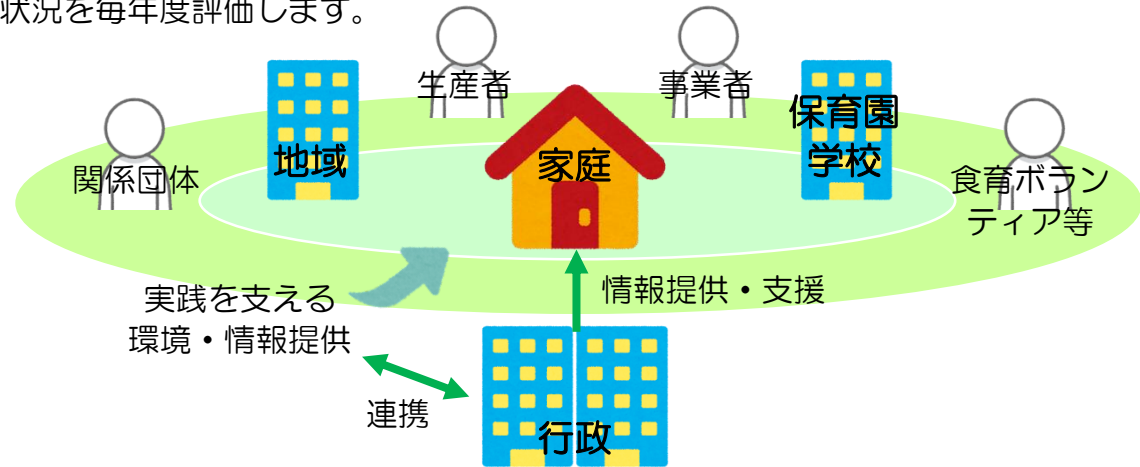 状況を毎年度評価します。
生産者
事業者
保育園
学校
地域
家庭
関係団体
食育ボラン
ティア等
実践を支える
環境・情報提供
情報提供・支援
連携
行政